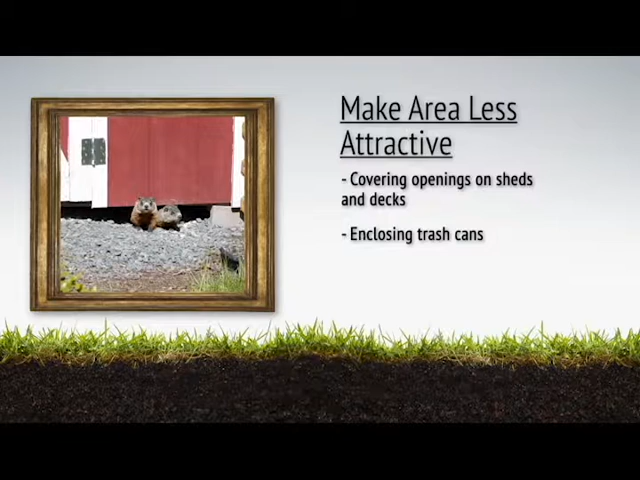 Make Area Less
Attractive
- Covering openings on sheds
and decks
- Enclosing trash cans